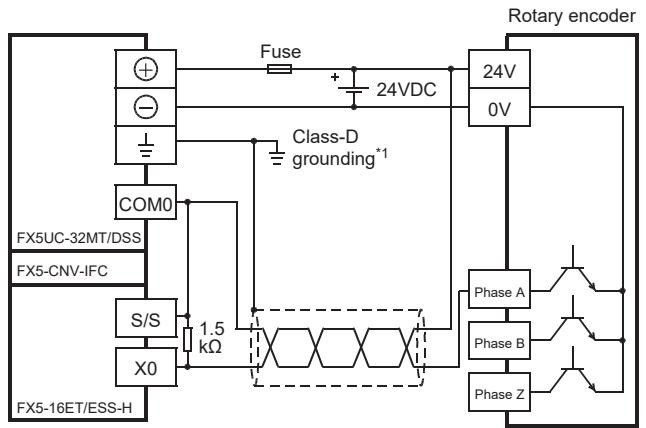 Rotary encoder
Fuse
24V
+
24VDC
0V
Class-D
grounding*1
COM0
FX5UC-32MT/DSS
FX5-CNV-IFC
Phase A
S/S
1.5
kΩ
Phase B
X0
Phase Z
FX5-16ET/ESS-H